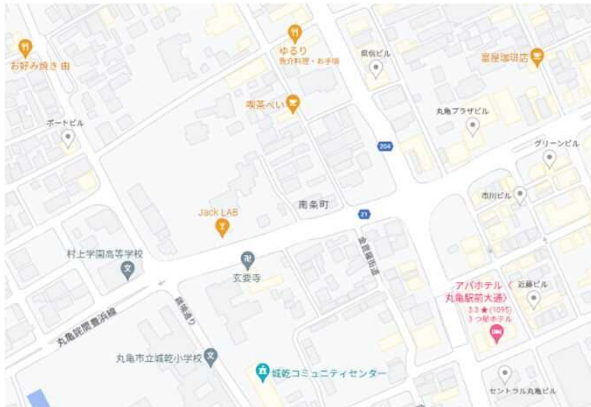 ゆるり
魚介料理・お手頃
県信ビル
富屋珈琲店
お好み焼き 由
喫茶べい
丸亀プラザビル
ポートビル
204
グリーンビル
市川ビル
南条町
21
Jack LAB
村上学園高等学校
玄要寺
金毘羅街道
アパホテル〈
丸亀駅前大通〉
3.3★(1095)
3 つ星ホテル
近藤ビル
丸亀詫間豊浜線
丸亀市立城乾小学校
城乾コミュニティセンター
セントラル丸亀ビル